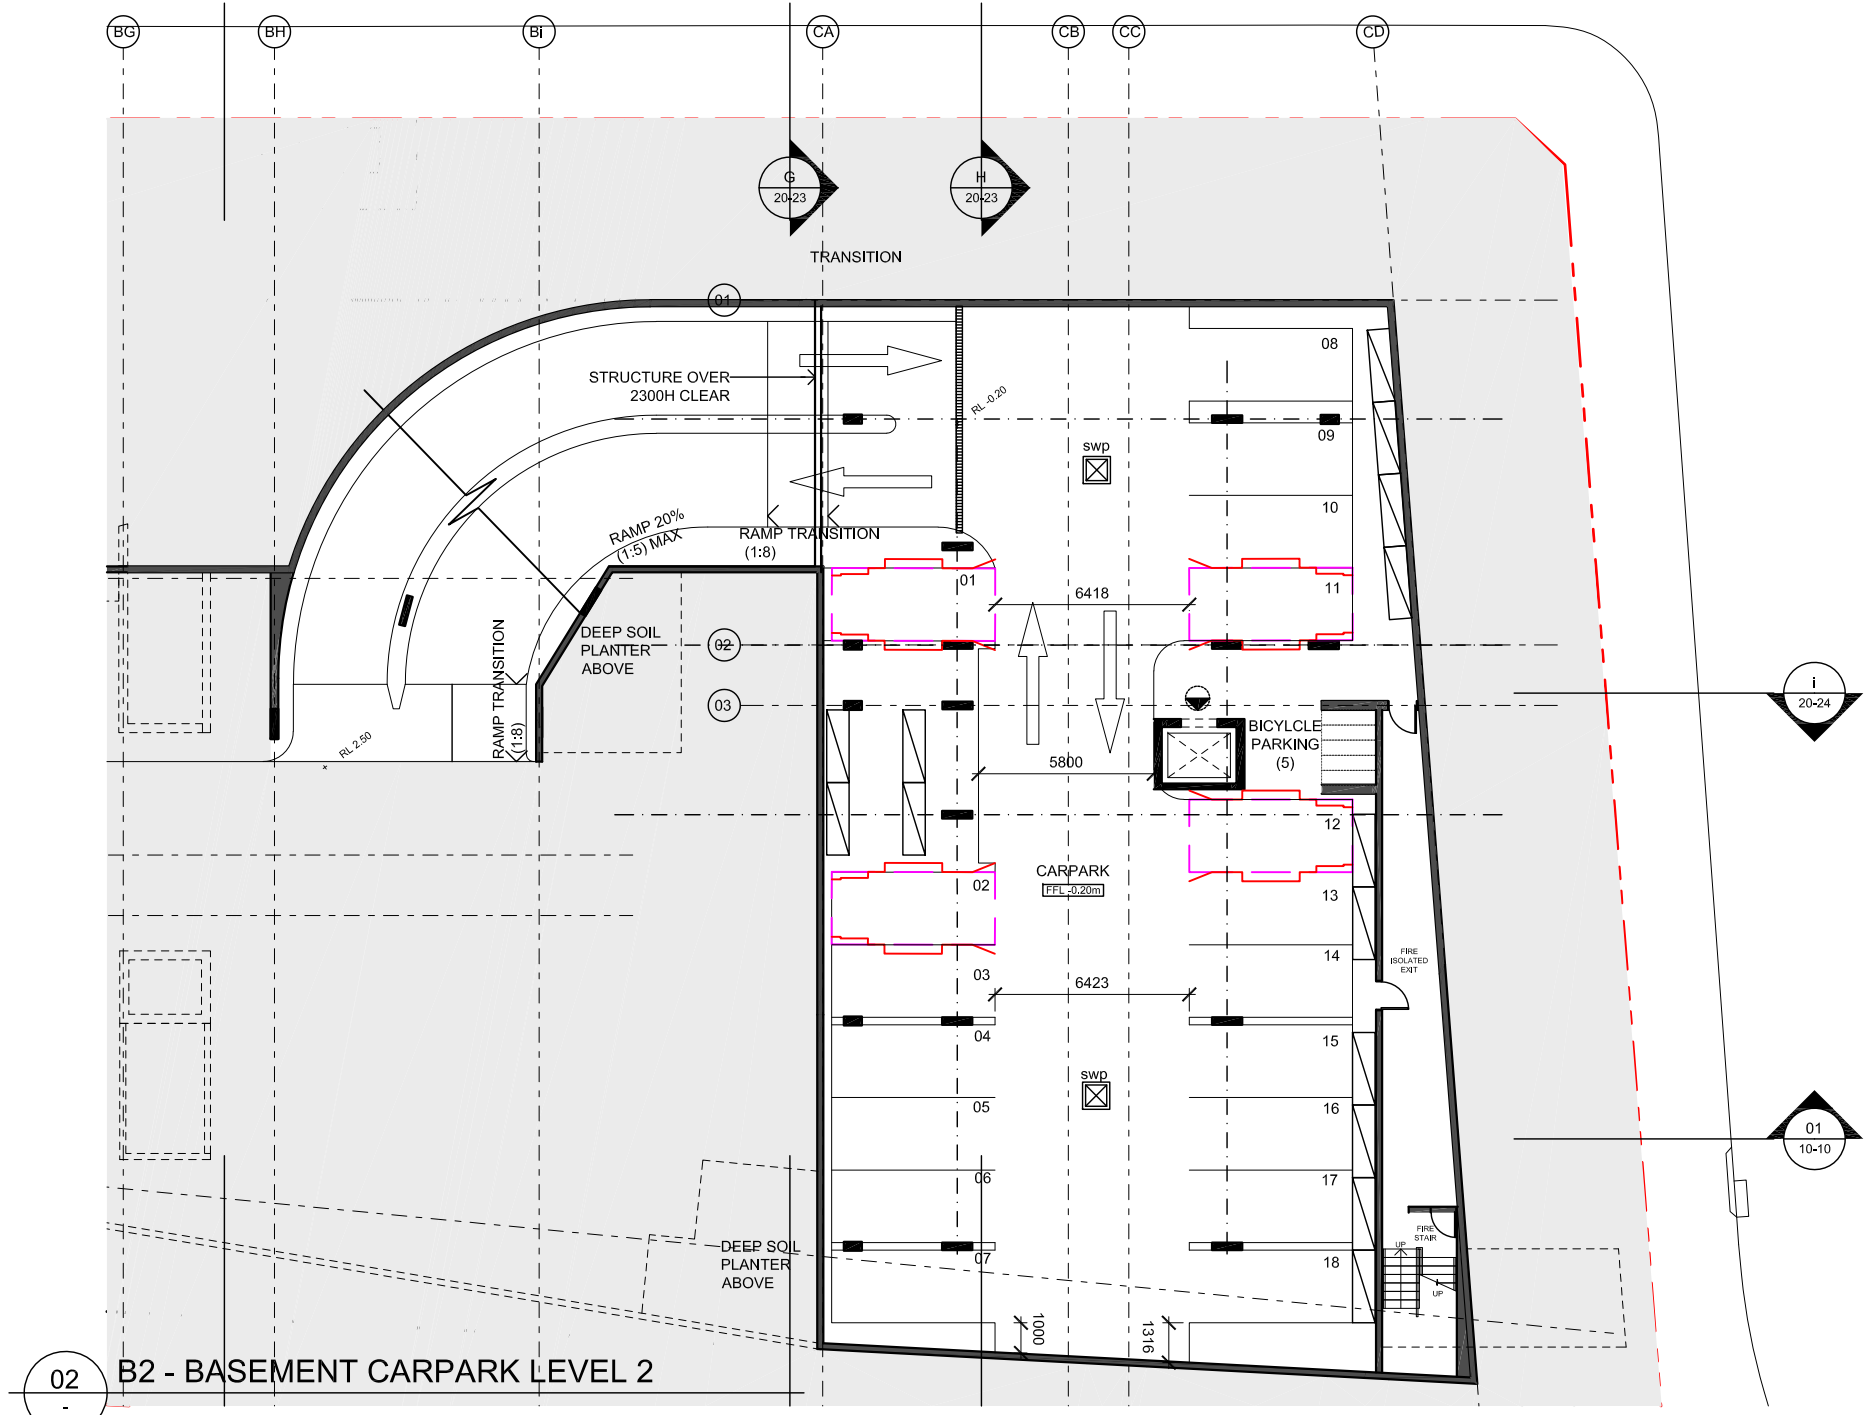 BG
BH
Bi
CA
CB
CC
CD
G
20-23
H
20-23
TRANSITION
01
STRUCTURE OVER
2300H CLEAR
RL -0.20
swp
08
09
10
11
RAMP 20%
(1:5) MAX
RAMP TRANSITION
(1:8)
01
6418
DEEP SOIL
PLANTER
ABOVE
02
03
RAMP TRANSITION
(1:8)
RL 2.50
BICYLCLE
PARKING
(5)
5800
i
20-24
12
CARPARK
FFL -0.20m
02
13
14
FIRE
ISOLATED
EXIT
03
6423
04
15
swp
05
16
01
10-10
06
17
FIRE
STAIR
UP
UP
DEEP SOIL
PLANTER
ABOVE
07
18
1000
1316
02
-
B2 - BASEMENT CARPARK LEVEL 2